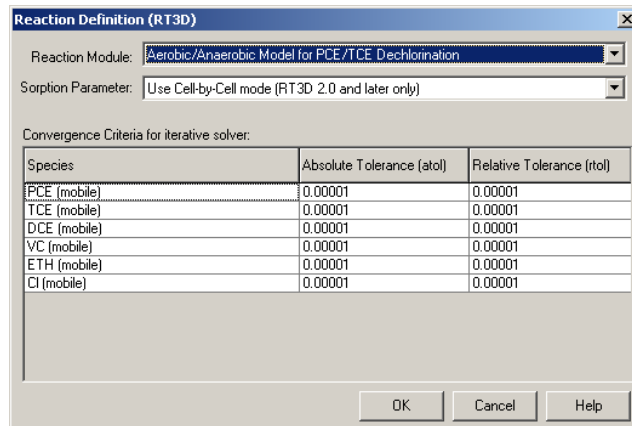 Reaction Definition (RT3D)
Reaction Module: Aerobic/Anaerobic Model for PCE/TCE Dechlorination
Sorption Parameter: Use Cell-by-Cell mode (RT3D 2.0 and later only)
Convergence Criteria for iterative solver:
Species Absolute Tolerance (atol) Relative Tolerance (rtol)
PCE (mobile) 0.00001 0.00001
TCE (mobile) 0.00001 0.00001
DCE (mobile) 0.00001 0.00001
VC (mobile) 0.00001 0.00001
ETH (mobile) 0.00001 0.00001
Cl (mobile) 0.00001 0.00001
OK Cancel Help